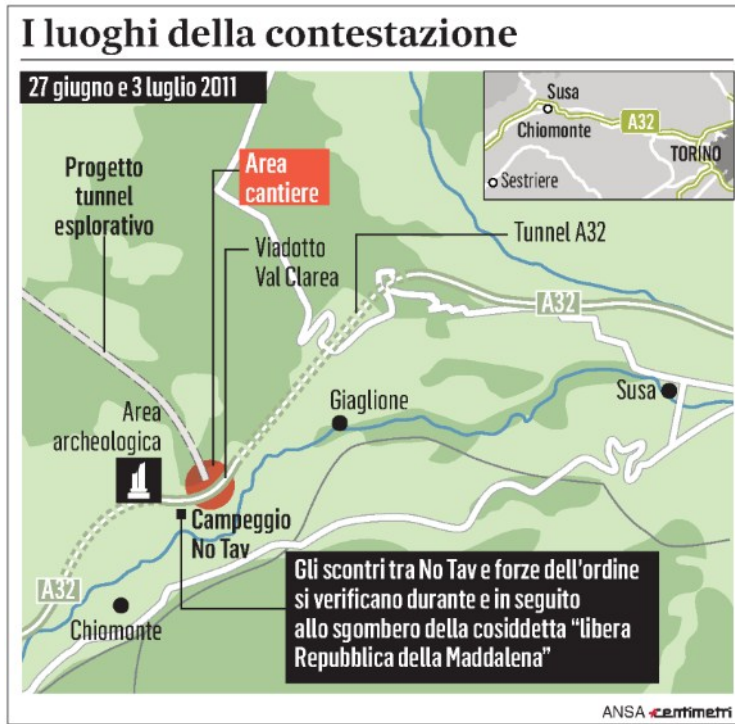 I luoghi della contestazione
27 giugno e 3 luglio 2011
Susa
Chiomonte
A32
TORINO
Sestriere
Progetto
tunnel
esplorativo
Area
cantiere
Viadotto
Val Clarea
Tunnel A32
A32
Area
archeologica
Giaglione
Susa
Campeggio
No Tav
A32
Chiomonte
Gli scontri tra No Tav e forze dell'ordine
si verificano durante e in seguito
allo sgombero della cosiddetta “libera
Repubblica della Maddalena”
ANSA centimetri